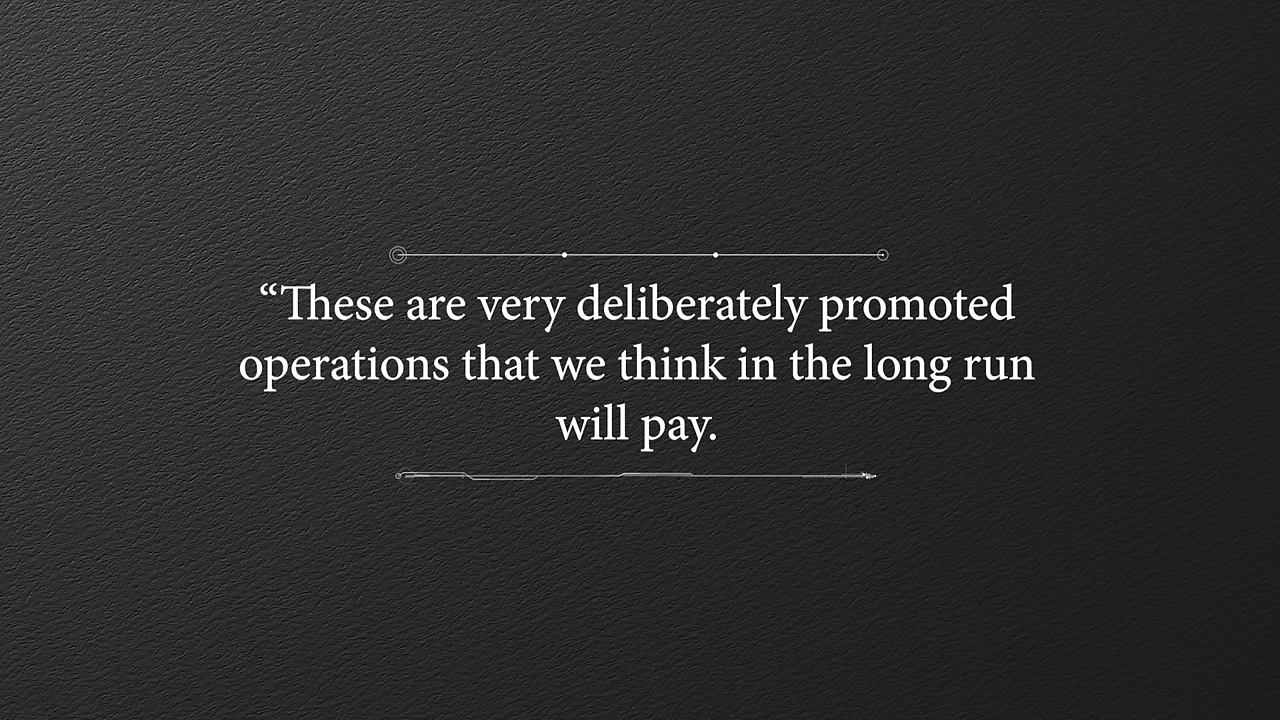 “These are very deliberately promoted
operations that we think in the long run
will pay.